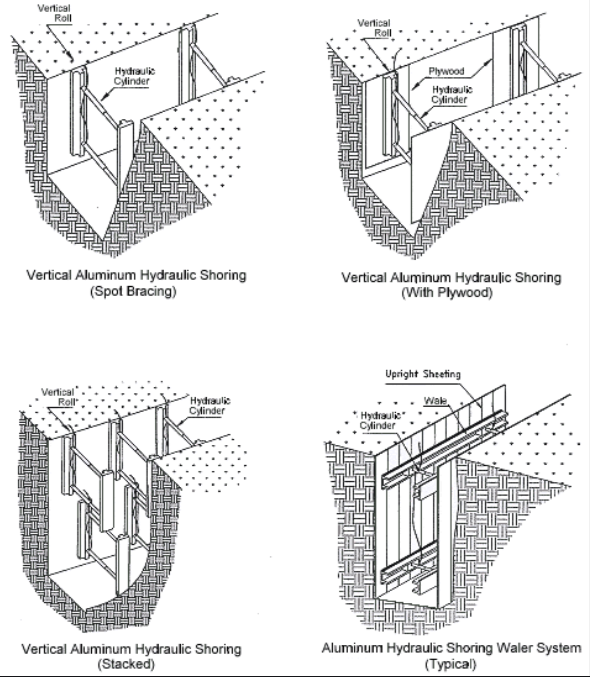 Vertical
Roll
Hydraulic
Cylinder
Vertical Aluminum Hydraulic Shoring
(Spot Bracing)
Vertical
Roll
Plywood
Hydraulic
Cylinder
Vertical Aluminum Hydraulic Shoring
(With Plywood)
Vertical
Roll
Hydraulic
Cylinder
Vertical Aluminum Hydraulic Shoring
(Stacked)
Upright Sheeting
Wale
Hydraulic
Cylinder
Aluminum Hydraulic Shoring Waler System
(Typical)